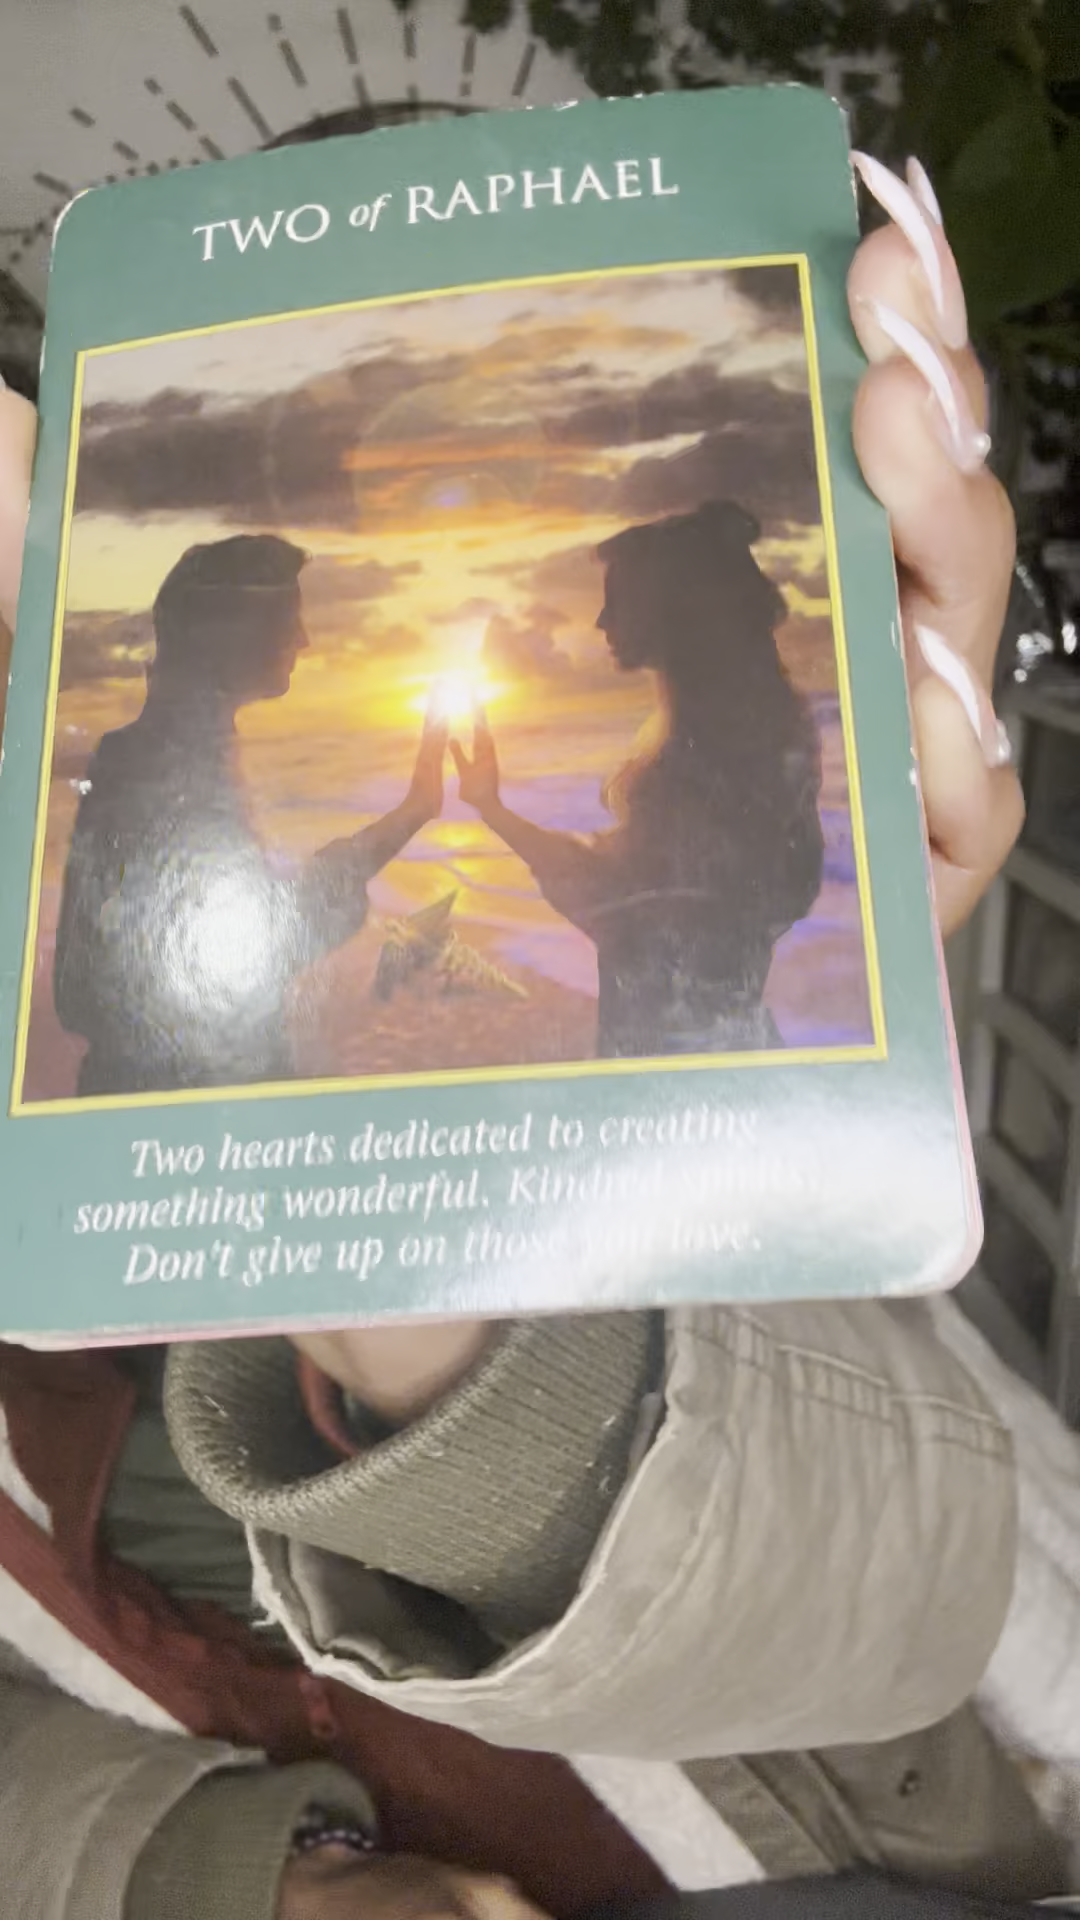 TWO of RAPHAEL
Two hearts dedicated to creating
something wonderful. Kindred spirits.
Don't give up on those you love.